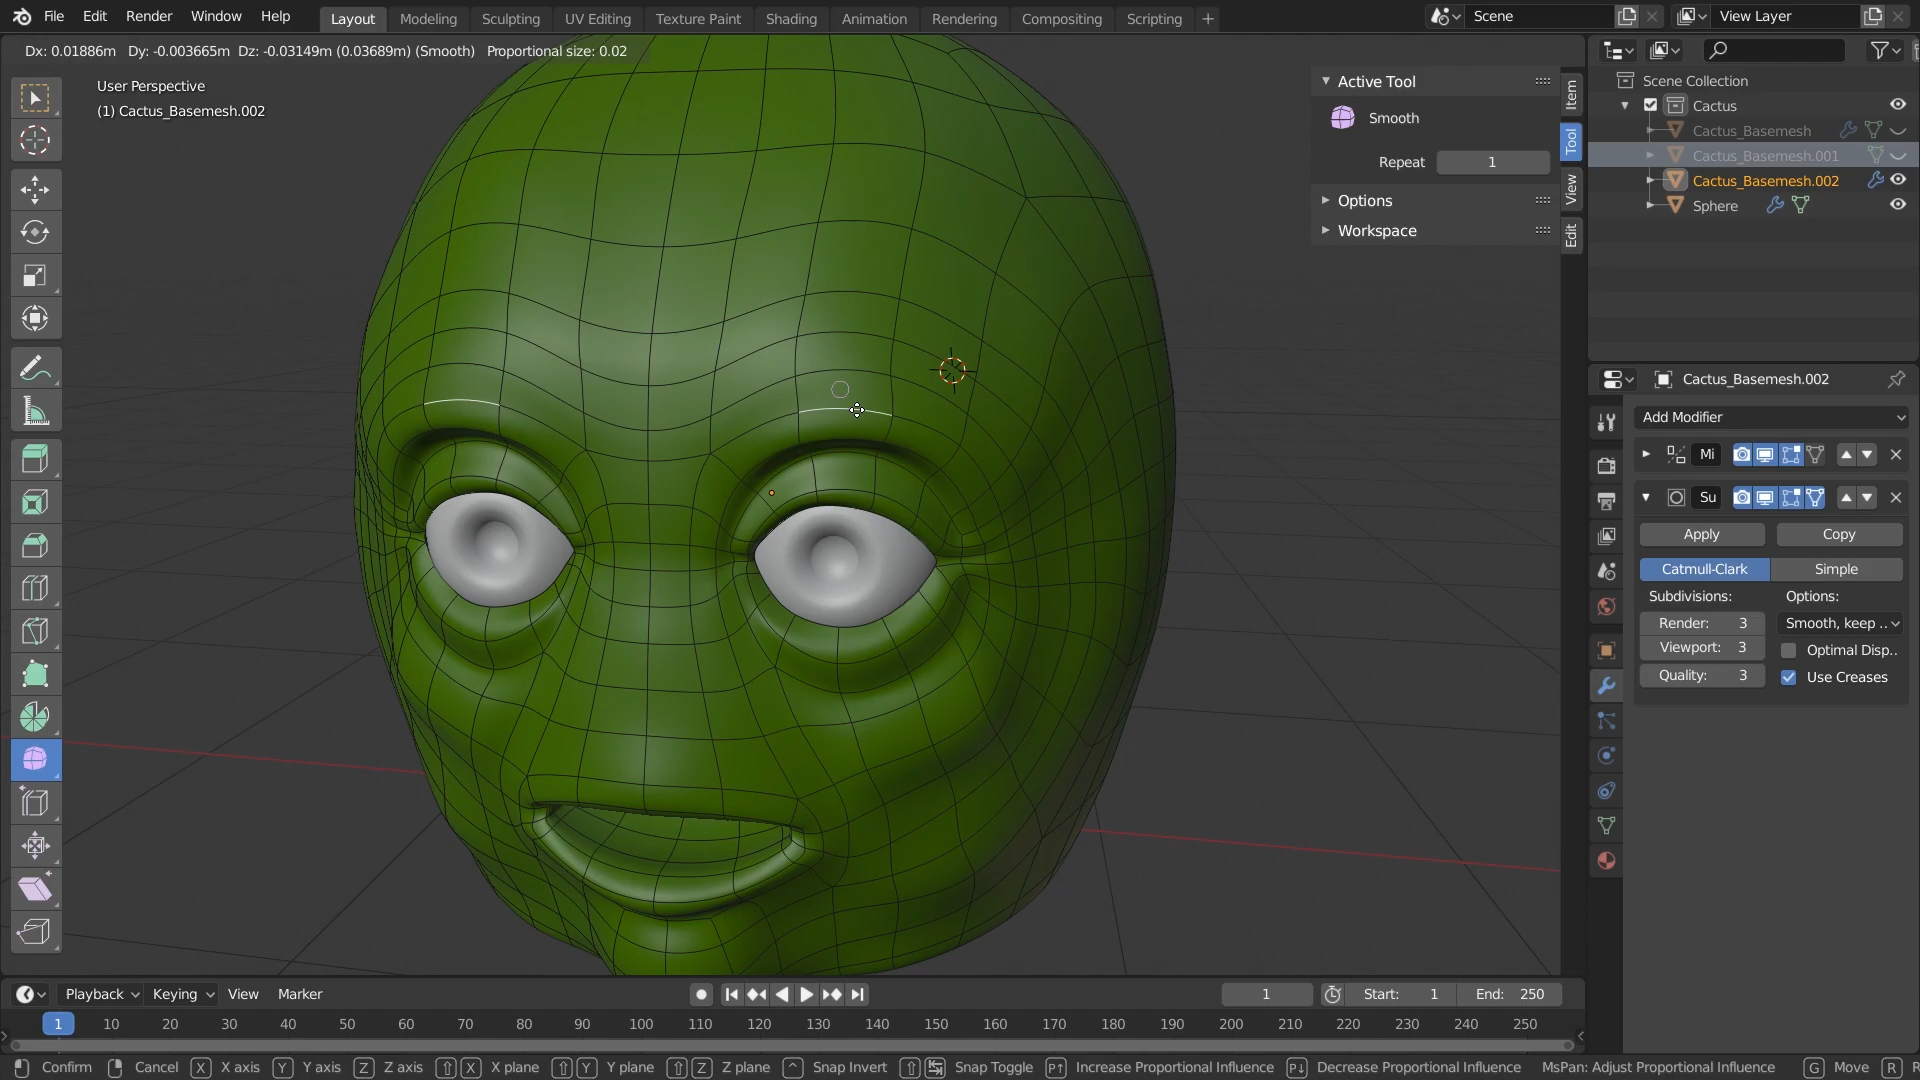 File Edit Render Window Help Layout Modeling Sculpting UV Editing Texture Paint Shading Animation Rendering Compositing Scripting + Scene View Layer
Dx: 0.01886m Dy: -0.003665m Dz: -0.03149m (0.03689m) (Smooth) Proportional size: 0.02
User Perspective
(1) Cactus_Basemesh.002
Active Tool
Smooth
Repeat 1
Options
Workspace
Item
Tool
View
Edit
Scene Collection
Cactus
Cactus_Basemesh
Cactus_Basemesh.001
Cactus_Basemesh.002
Sphere
Cactus_Basemesh.002
Add Modifier
Mi
Su
Apply Copy
Catmull-Clark Simple
Subdivisions: Options:
Render: 3 Smooth, keep ..
Viewport: 3 Optimal Disp..
Quality: 3 Use Creases
Playback Keying View Marker 1 Start: 1 End: 250
1 10 20 30 40 50 60 70 80 90 100 110 120 130 140 150 160 170 180 190 200 210 220 230 240 250
Confirm Cancel X X axis Y Y axis Z Z axis X X plane Y Y plane Z Z plane ^ Snap Invert Snap Toggle P↑ Increase Proportional Influence P↓ Decrease Proportional Influence MsPan: Adjust Proportional Influence G Move R